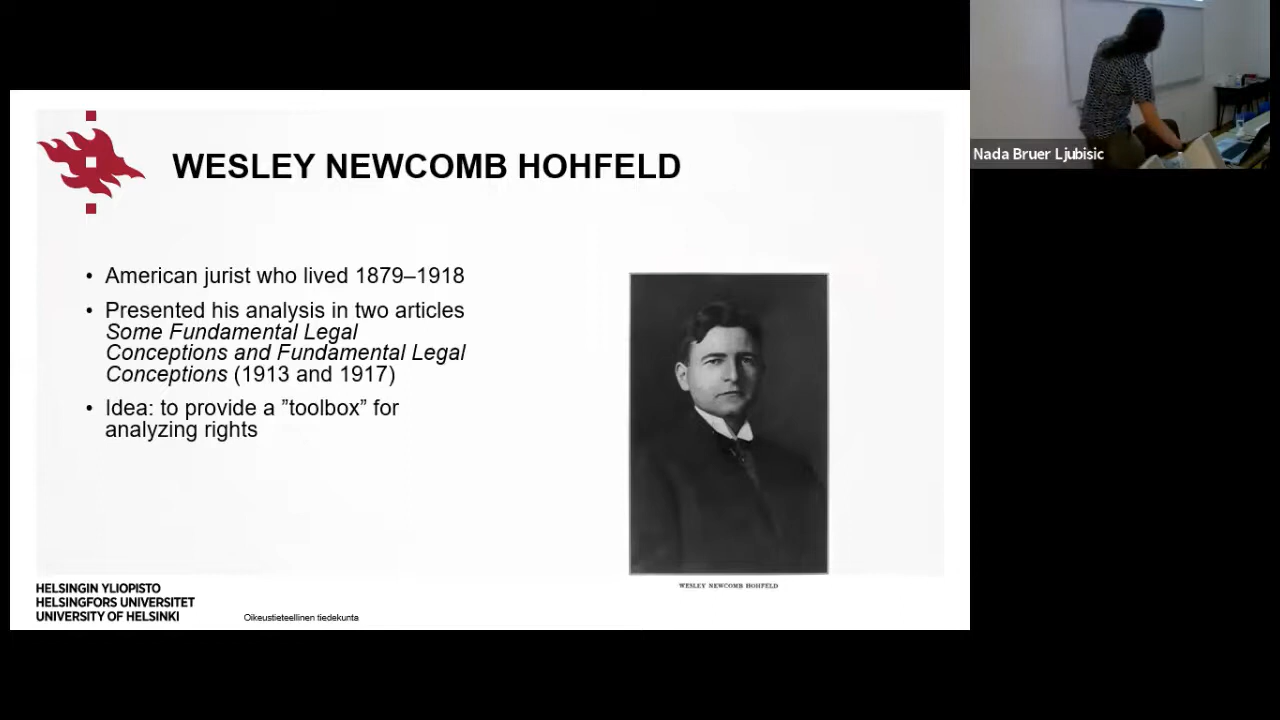 WESLEY NEWCOMB HOHFELD
• American jurist who lived 1879–1918
• Presented his analysis in two articles
Some Fundamental Legal
Conceptions and Fundamental Legal
Conceptions (1913 and 1917)
• Idea: to provide a ”toolbox” for
analyzing rights
WESLEY NEWCOMB HOHFELD
HELSINGIN YLIOPISTO
HELSINGFORS UNIVERSITET
UNIVERSITY OF HELSINKI
Oikeustieteellinen tiedekunta
Nada Bruer Ljubisic